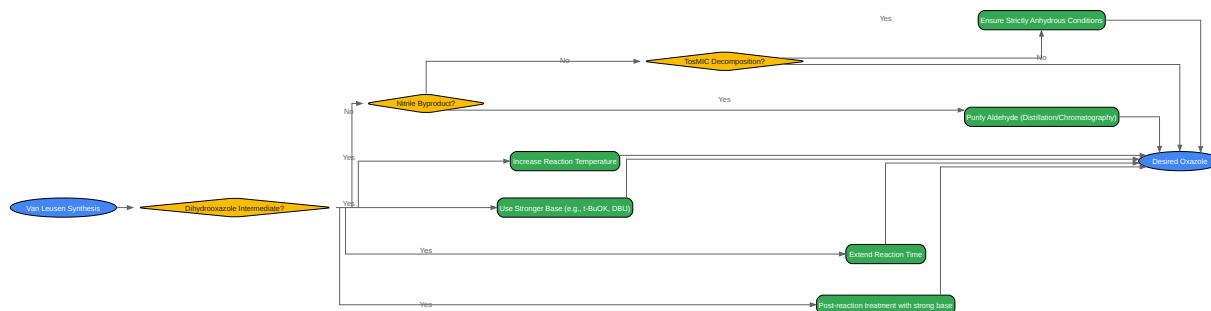 Yes
Ensure Strictly Anhydrous Conditions
No
TosMIC Decomposition?
No
Nitrile Byproduct?
Yes
No
Purify Aldehyde (Distillation/Chromatography)
Yes
Increase Reaction Temperature
Desired Oxazole
Van Leusen Synthesis
Dihydrooxazole Intermediate?
Yes
Use Stronger Base (e.g., t-BuOK, DBU)
Yes
Extend Reaction Time
Yes
Post-reaction treatment with strong base